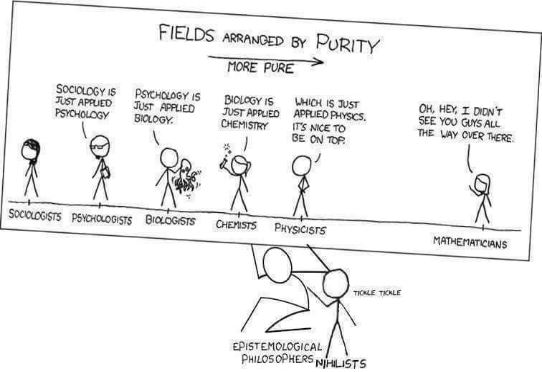 FIELDS ARRANGED BY PURITY
MORE PURE
SOCIOLOGY IS
JUST APPLIED
PSYCHOLOGY
PSYCHOLOGY IS
JUST APPLIED
BIOLOGY.
BIOLOGY IS
JUST APPLIED
CHEMISTRY
WHICH IS JUST
APPLIED PHYSICS.
IT'S NICE TO
BE ON TOP.
OH, HEY, I DIDN'T
SEE YOU GUYS ALL
THE WAY OVER THERE.
SOCIOLOGISTS
PSYCHOLOGISTS
BIOLOGISTS
CHEMISTS
PHYSICISTS
MATHEMATICIANS
TICKLE TICKLE
EPISTEMOLOGICAL
PHILOSOPHERS
NIHILISTS